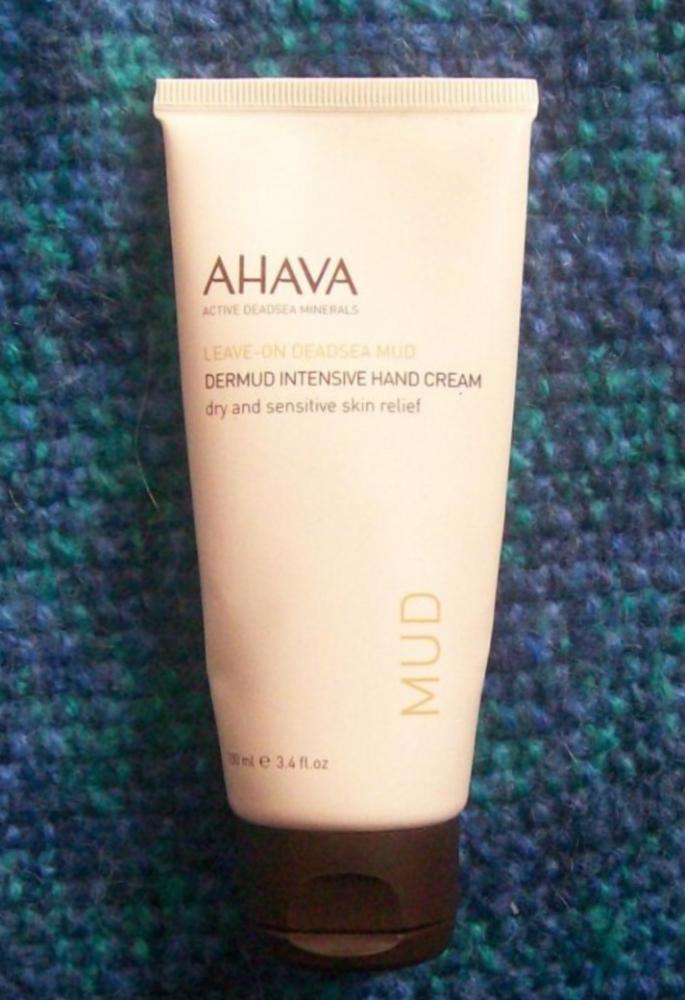 AHAVA
ACTIVE DEADSEA MINERALS
LEAVE-ON DEADSEA MUD
DERMUD INTENSIVE HAND CREAM
dry and sensitive skin relief
MUD
100 ml e 3.4 fl.oz